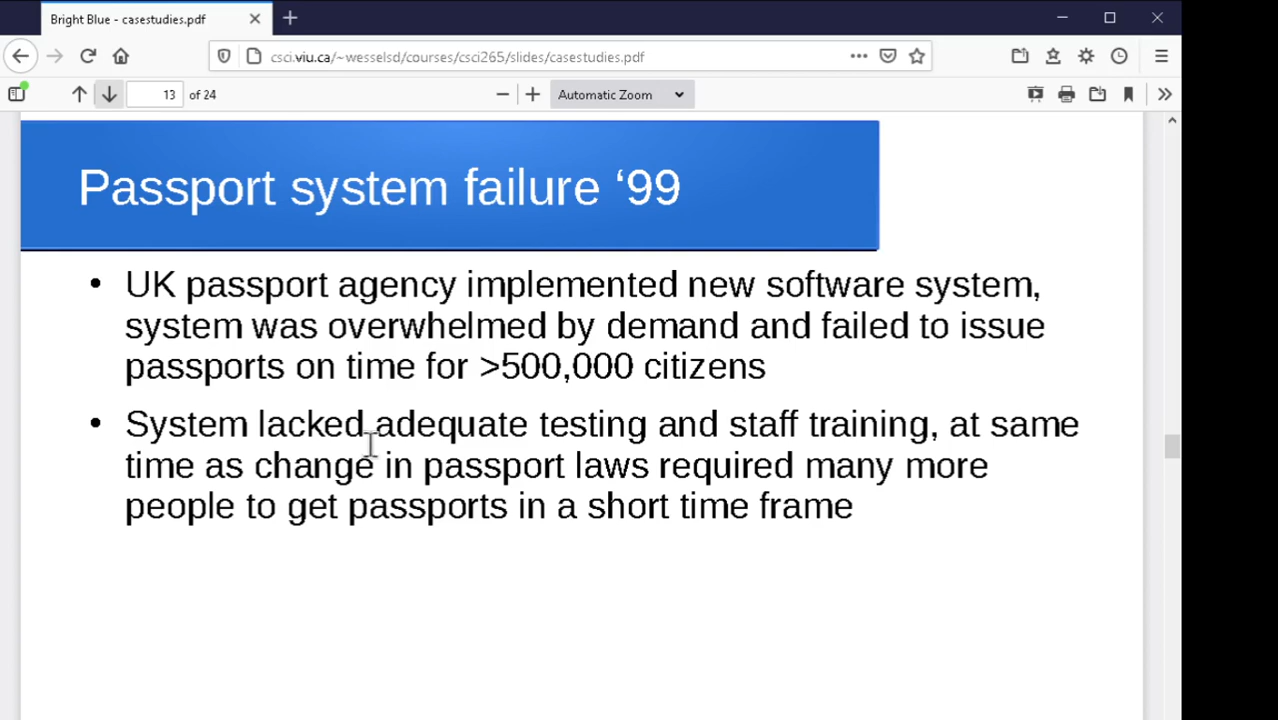 Bright Blue - casestudies.pdf
csci.viu.ca/~wesselsd/courses/csci265/slides/casestudies.pdf
13 of 24
Automatic Zoom
Passport system failure ‘99
• UK passport agency implemented new software system,
system was overwhelmed by demand and failed to issue
passports on time for >500,000 citizens
• System lacked adequate testing and staff training, at same
time as change in passport laws required many more
people to get passports in a short time frame